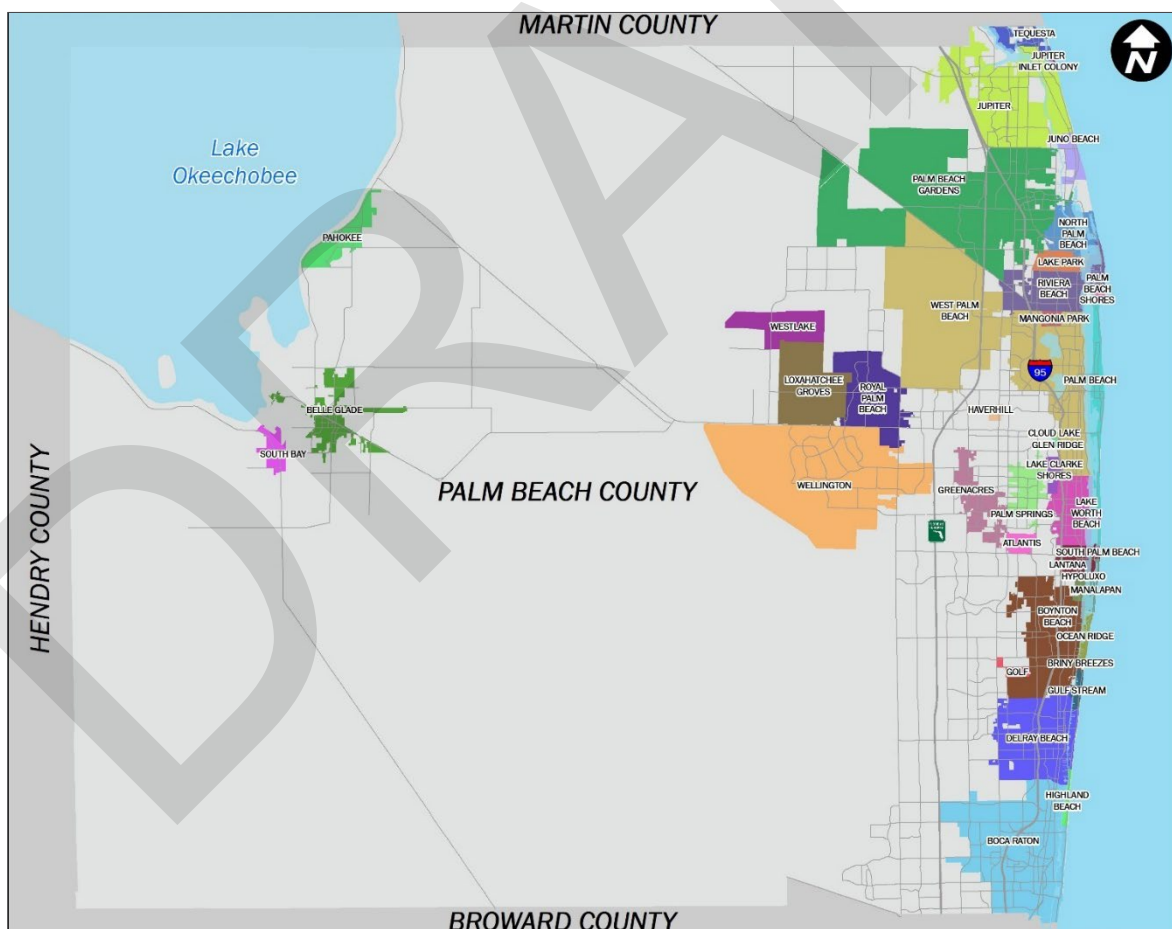 MARTIN COUNTY
TEQUESTA
JUPITER
INLET COLONY
N
JUPITER
JUNO BEACH
Lake
Okeechobee
PALM BEACH
GARDENS
NORTH
PALM
BEACH
PAHOKEE
LAKE PARK
RIVIERA
BEACH
PALM
BEACH
SHORES
WEST PALM
BEACH
MANGONIA PARK
WESTLAKE
LOXAHATCHEE
GROVES
ROYAL
PALM
BEACH
95
PALM BEACH
BELLE GLADE
HAVERHILL
CLOUD LAKE
GLEN RIDGE
SOUTH BAY
LAKE CLARKE
SHORES
WELLINGTON
GREENACRES
PALM BEACH COUNTY
HENDRY COUNTY
PALM SPRINGS
LAKE
WORTH
BEACH
ATLANTIS
SOUTH PALM BEACH
LANTANA
HYPOLUXO
MANALAPAN
BOYNTON
BEACH
OCEAN RIDGE
BRINY BREEZES
GOLF
GULF STREAM
DELRAY BEACH
HIGHLAND
BEACH
BOCA RATON
BROWARD COUNTY
DRAFT